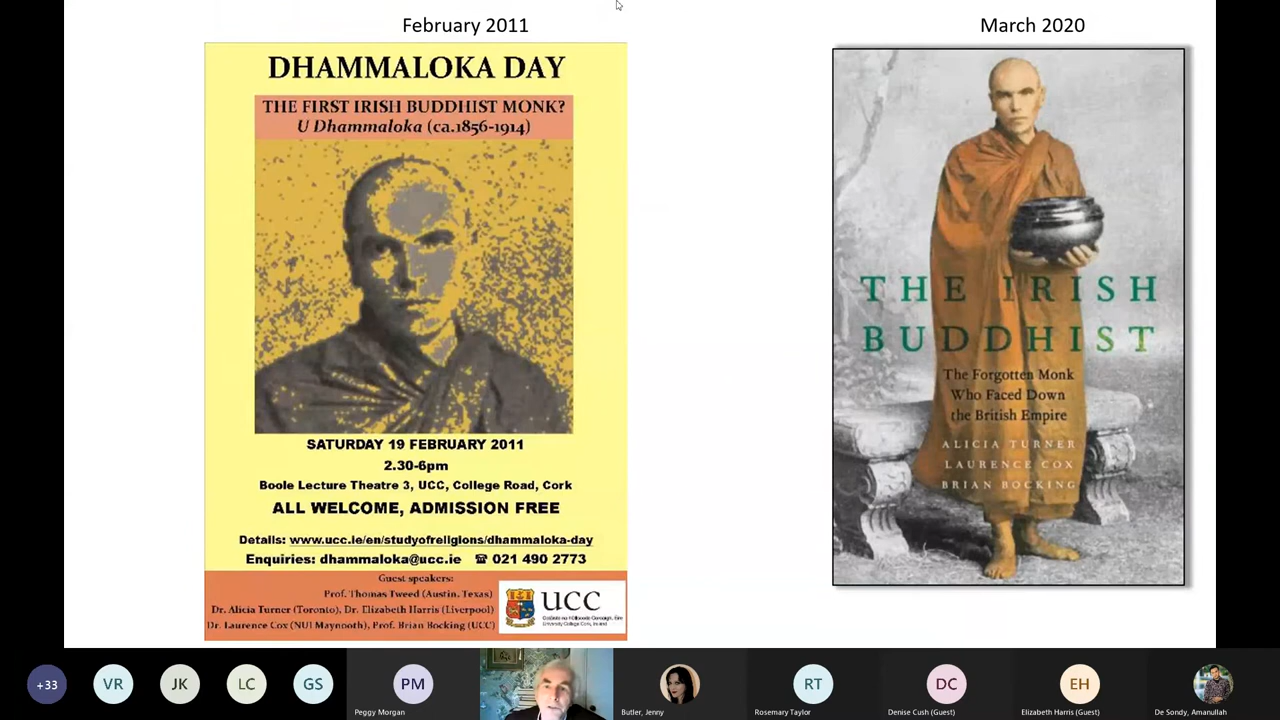 February 2011
DHAMMALOKA DAY
THE FIRST IRISH BUDDHIST MONK?
U Dhammaloka (ca.1856-1914)
SATURDAY 19 FEBRUARY 2011
2.30-6pm
Boole Lecture Theatre 3, UCC, College Road, Cork
ALL WELCOME, ADMISSION FREE
Details: www.ucc.ie/en/studyofreligions/dhammaloka-day
Enquiries: dhammaloka@ucc.ie ☎ 021 490 2773
Guest speakers:
Prof. Thomas Tweed (Austin, Texas)
Dr. Alicia Turner (Toronto), Dr. Elizabeth Harris (Liverpool)
Dr. Laurence Cox (NUI Maynooth), Prof. Brian Bocking (UCC)
UCC
University College Cork, Ireland
March 2020
THE IRISH
BUDDHIST
The Forgotten Monk
Who Faced Down
the British Empire
ALICIA TURNER
LAURENCE COX
BRIAN BOCKING
+33
VR
JK
LC
GS
PM
Peggy Morgan
Butler, Jenny
RT
Rosemary Taylor
DC
Denise Cush (Guest)
EH
Elizabeth Harris (Guest)
De Sondy, Amanullah